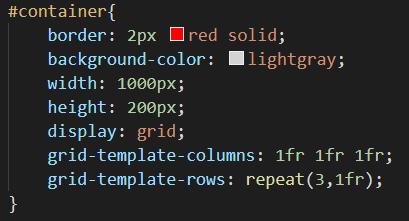 #container{
border: 2px red solid;
background-color: lightgray;
width: 1000px;
height: 200px;
display: grid;
grid-template-columns: 1fr 1fr 1fr;
grid-template-rows: repeat(3,1fr);
}